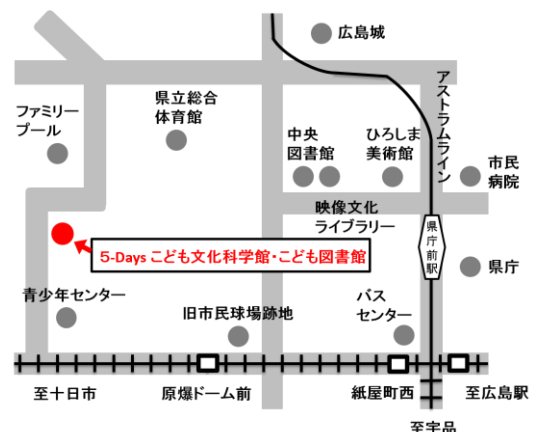 広島城
アストラムライン
ファミリー
プール
県立総合
体育館
中央
図書館
ひろしま
美術館
市民
病院
映像文化
ライブラリー
県庁前駅
5-Days こども文化科学館・こども図書館
県庁
青少年センター
旧市民球場跡地
バス
センター
至十日市
原爆ドーム前
紙屋町西
至広島駅
至宇品